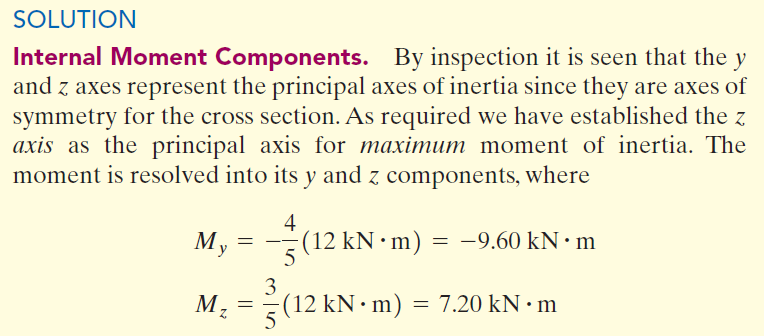 SOLUTION
Internal Moment Components. By inspection it is seen that the y
and z axes represent the principal axes of inertia since they are axes of
symmetry for the cross section. As required we have established the z
axis as the principal axis for maximum moment of inertia. The
moment is resolved into its y and z components, where
M_y = −4/5(12 kN·m) = −9.60 kN·m
M_z = 3/5(12 kN·m) = 7.20 kN·m